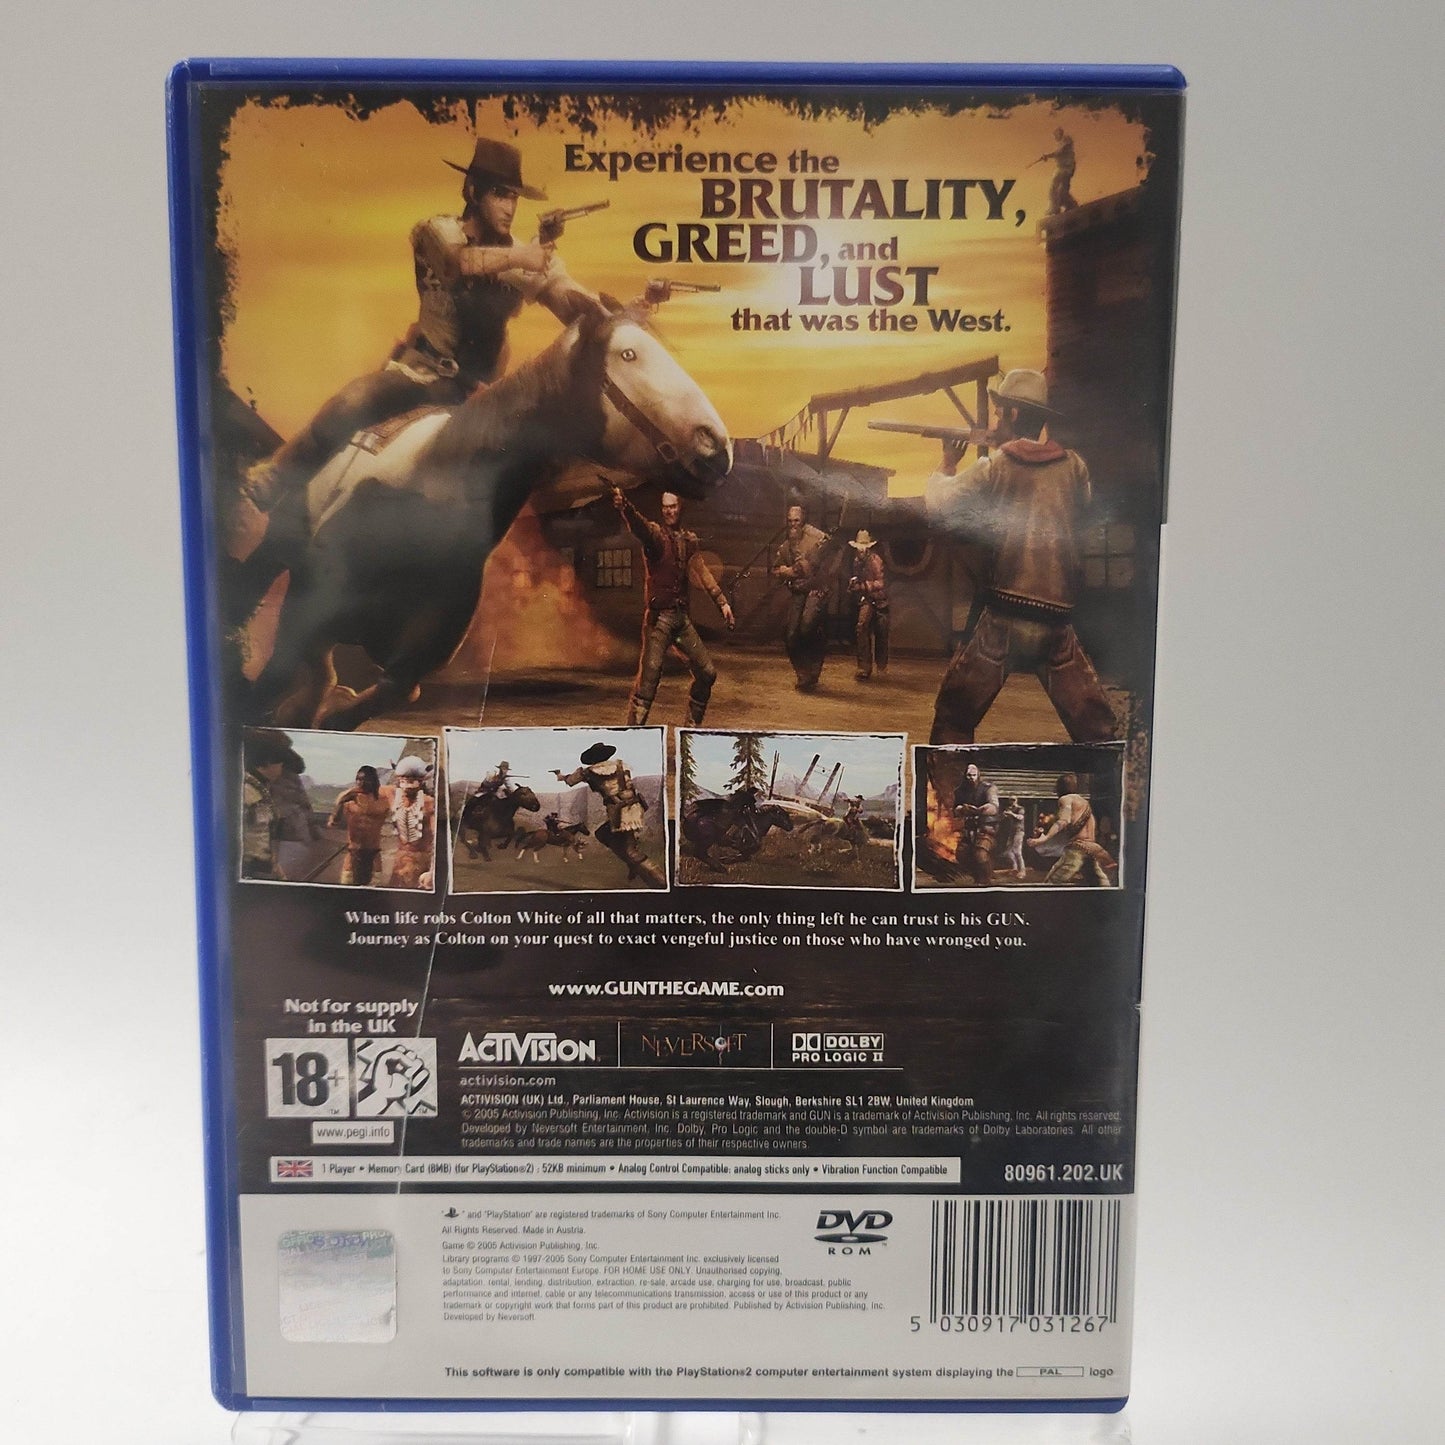 Experience the
BRUTALITY,
GREED, and
LUST
that was the West.
When life robs Colton White of all that matters, the only thing left he can trust is his GUN.
Journey as Colton on your quest to exact vengeful justice on those who have wronged you.
www.GUNTHEGAME.com
Not for supply
in the UK
18+
www.pegi.info
ACTIVISION
NEVERSOFT
DOLBY
PRO LOGIC II
activision.com
ACTIVISION (UK) Ltd., Parliament House, St Laurence Way, Slough, Berkshire SL1 2BW, United Kingdom
© 2005 Activision Publishing, Inc. Activision is a registered trademark and GUN is a trademark of Activision Publishing, Inc. All rights reserved.
Developed by Neversoft Entertainment, Inc. Dolby, Pro Logic and the double-D symbol are trademarks of Dolby Laboratories. All other
trademarks and trade names are the properties of their respective owners.
1 Player • Memory Card (8MB) (for PlayStation®2) : 52KB minimum • Analog Control Compatible: analog sticks only • Vibration Function Compatible
80961.202.UK
" " and "PlayStation" are registered trademarks of Sony Computer Entertainment Inc.
All Rights Reserved. Made in Austria.
Game © 2005 Activision Publishing, Inc.
Library programs © 1997-2005 Sony Computer Entertainment Inc. exclusively licensed
to Sony Computer Entertainment Europe. FOR HOME USE ONLY. Unauthorised copying,
adaptation, rental, lending, distribution, extraction, re-sale, arcade use, charging for use, broadcast, public
performance and internet, cable or any telecommunications transmission, access or use of this product or any
trademark or copyright work that forms part of this product are prohibited. Published by Activision Publishing, Inc.
Developed by Neversoft.
DVD
ROM
5 030917 031267
This software is only compatible with the PlayStation®2 computer entertainment system displaying the PAL logo